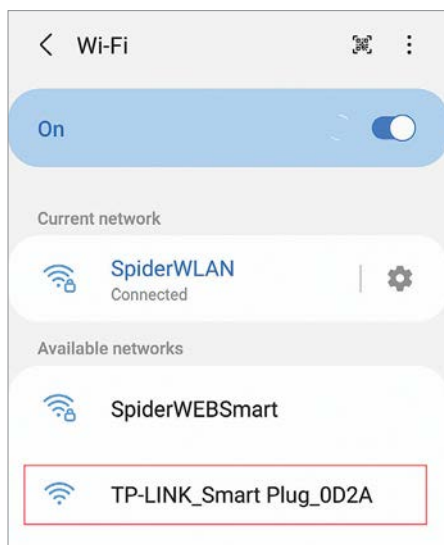 Wi-Fi
On
Current network
SpiderWLAN
Connected
Available networks
SpiderWEBSmart
TP-LINK_Smart Plug_0D2A